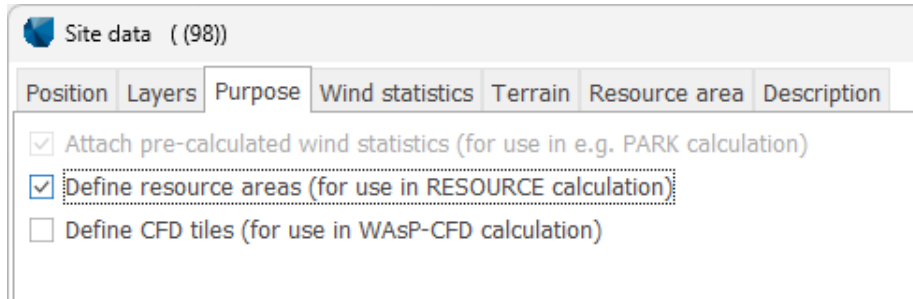 Site data ( (98))
Position Layers Purpose Wind statistics Terrain Resource area Description
Attach pre-calculated wind statistics (for use in e.g. PARK calculation)
Define resource areas (for use in RESOURCE calculation)
Define CFD tiles (for use in WAsP-CFD calculation)